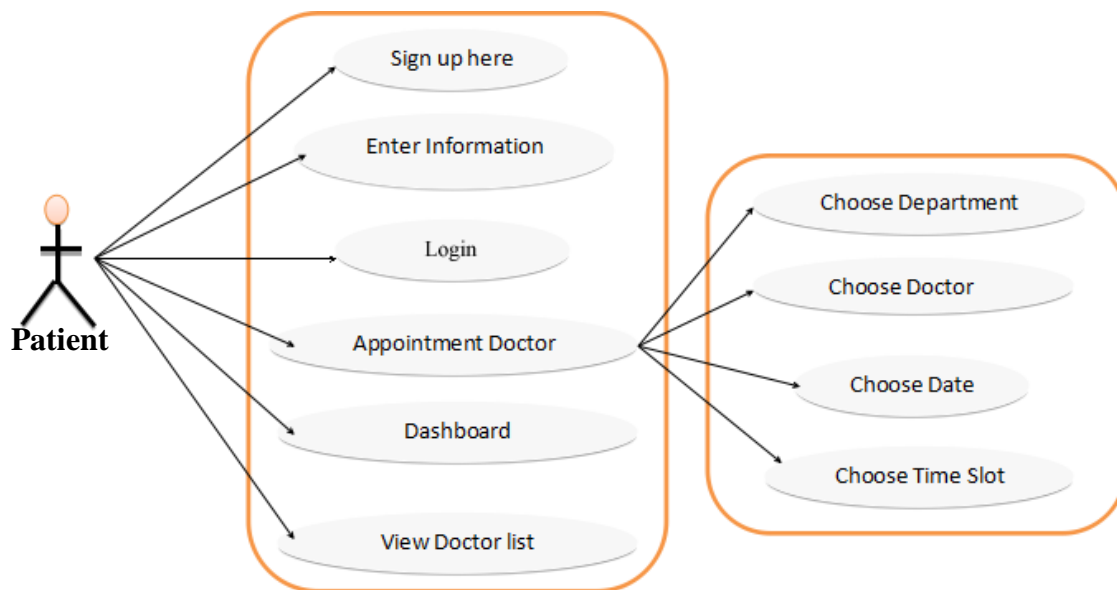 Patient
Sign up here
Enter Information
Login
Appointment Doctor
Dashboard
View Doctor list
Choose Department
Choose Doctor
Choose Date
Choose Time Slot